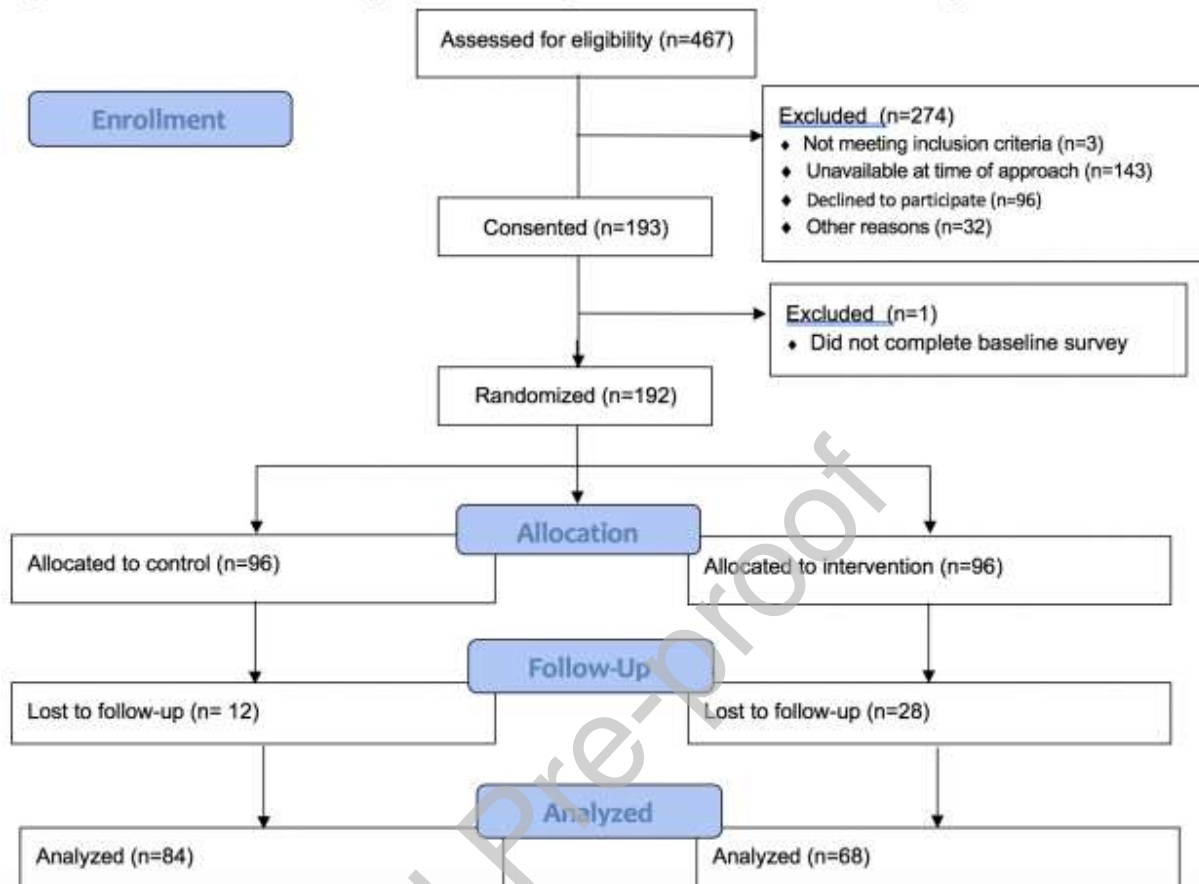 Assessed for eligibility (n=467)
Enrollment
Excluded (n=274)
♦ Not meeting inclusion criteria (n=3)
♦ Unavailable at time of approach (n=143)
♦ Declined to participate (n=96)
♦ Other reasons (n=32)
Consented (n=193)
Excluded (n=1)
♦ Did not complete baseline survey
Randomized (n=192)
Allocation
Allocated to control (n=96)
Allocated to intervention (n=96)
Follow-Up
Lost to follow-up (n= 12)
Lost to follow-up (n=28)
Analyzed
Analyzed (n=84)
Analyzed (n=68)
Pre-proof